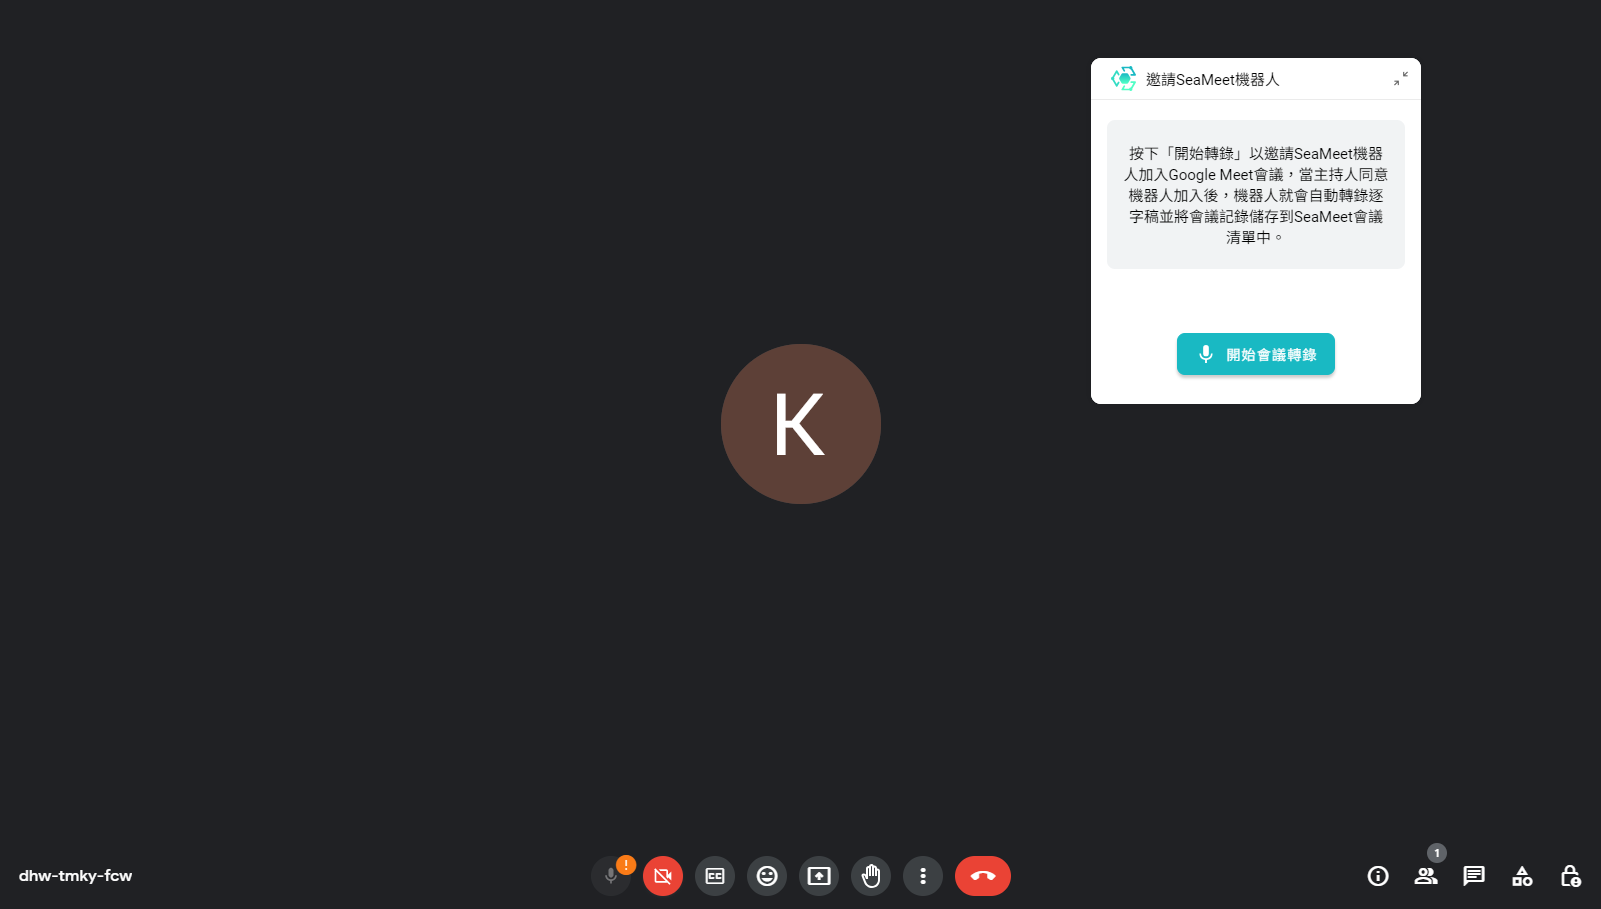 邀請SeaMeet機器人
按下「開始轉錄」以邀請SeaMeet機器
人加入Google Meet會議，當主持人同意
機器人加入後，機器人就會自動轉錄逐
字稿並將會議記錄儲存到SeaMeet會議
清單中。
開始會議轉錄
K
dhw-tmky-fcw
!
CC
1